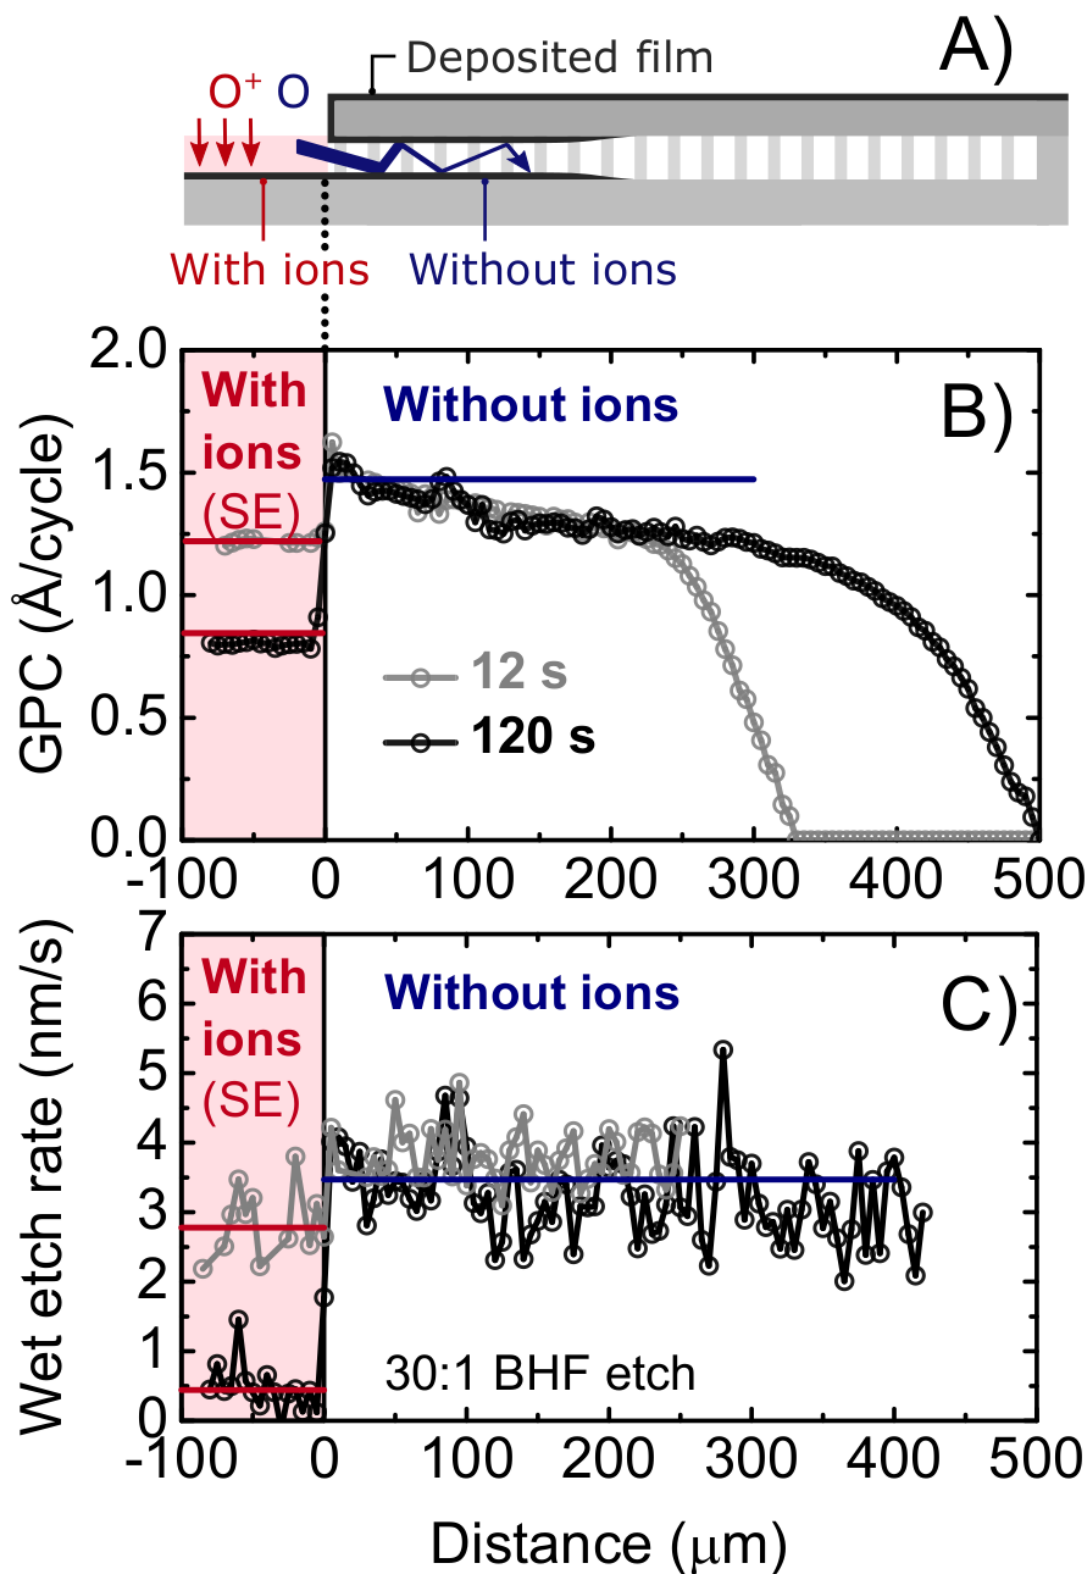 A)
Deposited film
O⁺ O
With ions
Without ions
GPC (Å/cycle)
2.0
1.5
1.0
0.5
0.0
With
ions
(SE)
Without ions
B)
12 s
120 s
-100 0 100 200 300 400 500
Wet etch rate (nm/s)
7
6
5
4
3
2
1
0
With
ions
(SE)
Without ions
C)
30:1 BHF etch
-100 0 100 200 300 400 500
Distance (μm)